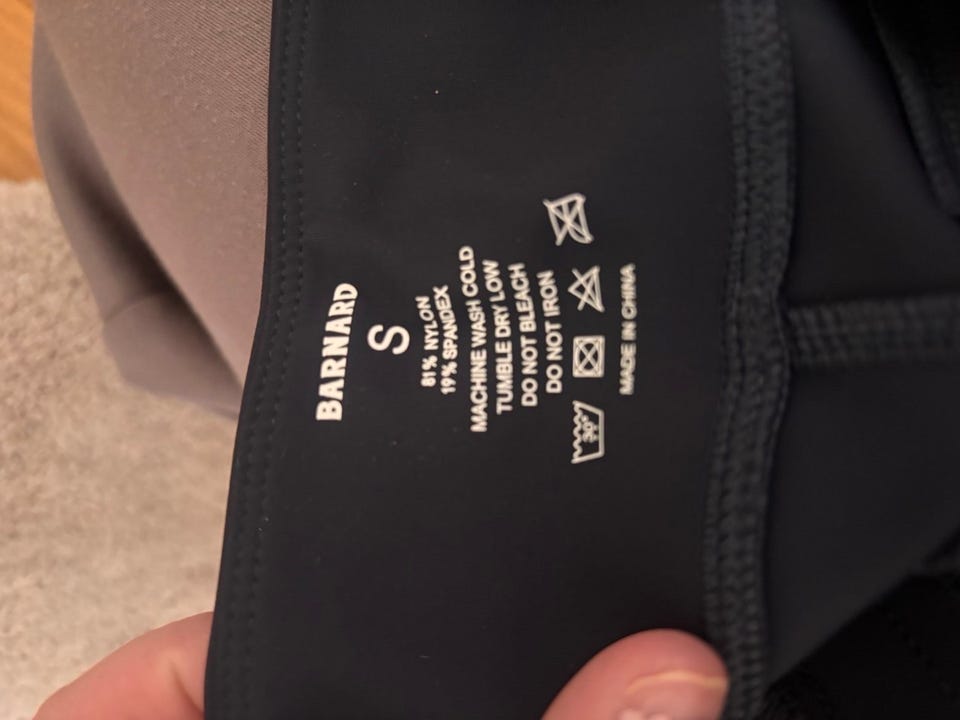 BARNARD
S
81% NYLON
19% SPANDEX
MACHINE WASH COLD
TUMBLE DRY LOW
DO NOT BLEACH
DO NOT IRON
30°
MADE IN CHINA